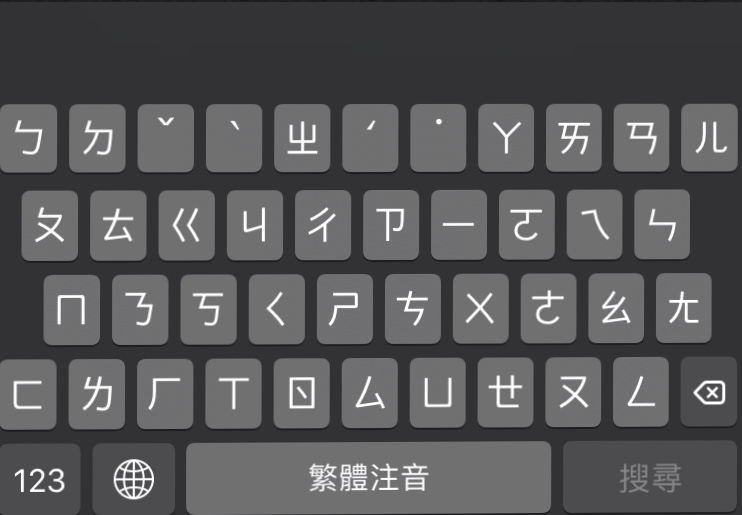 ㄅ ㄉ ˇ ˋ ㄓ ˊ ˙ ㄚ ㄞ ㄢ ㄦ
ㄆ ㄊ ㄍ ㄐ ㄔ ㄗ ㄧ ㄛ ㄟ ㄣ
ㄇ ㄋ ㄎ ㄑ ㄕ ㄘ ㄨ ㄜ ㄠ ㄤ
ㄈ ㄌ ㄏ ㄒ ㄖ ㄙ ㄩ ㄝ ㄡ ㄥ
123 繁體注音 搜尋